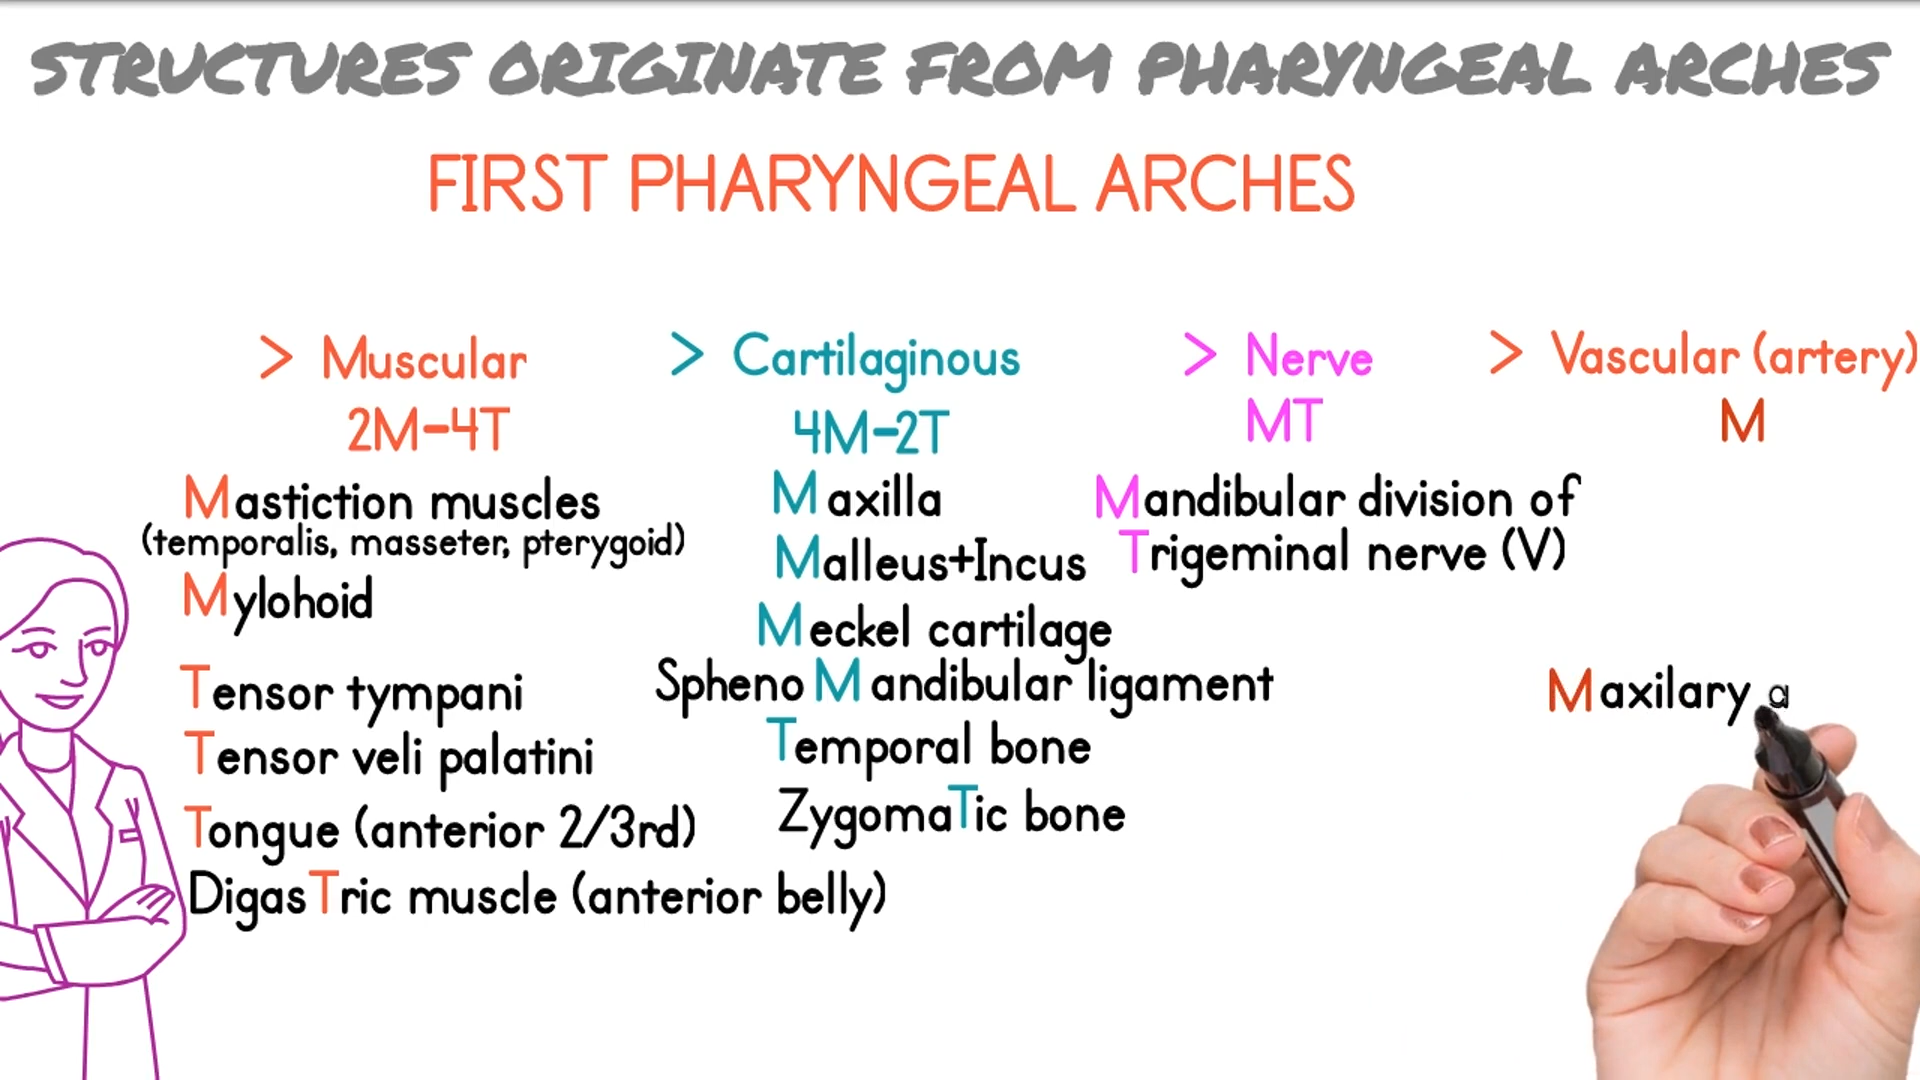 STRUCTURES ORIGINATE FROM PHARYNGEAL ARCHES
FIRST PHARYNGEAL ARCHES
> Muscular
2M-4T
Mastiction muscles
(temporalis, masseter, pterygoid)
Mylohoid
Tensor tympani
Tensor veli palatini
Tongue (anterior 2/3rd)
DigasTric muscle (anterior belly)
> Cartilaginous
4M-2T
Maxilla
Malleus+Incus
Meckel cartilage
Spheno Mandibular ligament
Temporal bone
ZygomaTic bone
> Nerve
MT
Mandibular division of
Trigeminal nerve (V)
> Vascular (artery)
M
Maxilary a